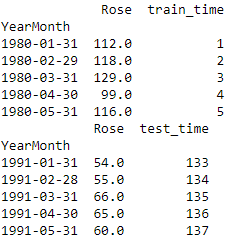 Rose train_time
YearMonth
1980-01-31 112.0 1
1980-02-29 118.0 2
1980-03-31 129.0 3
1980-04-30 99.0 4
1980-05-31 116.0 5
Rose test_time
YearMonth
1991-01-31 54.0 133
1991-02-28 55.0 134
1991-03-31 66.0 135
1991-04-30 65.0 136
1991-05-31 60.0 137